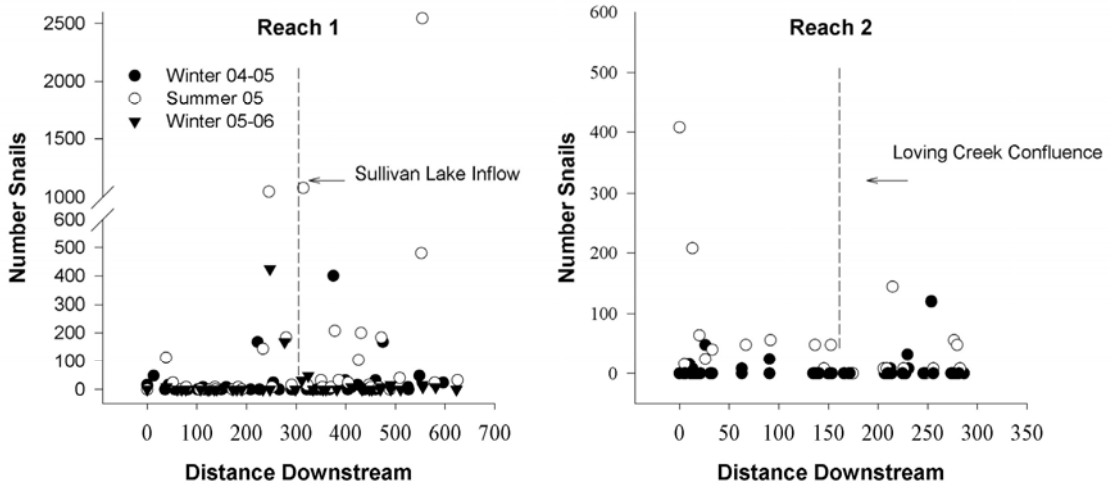 Reach 1
Winter 04-05
Summer 05
Winter 05-06
Sullivan Lake Inflow
Number Snails
2500
2000
1500
1000
600
500
400
300
200
100
0
0 100 200 300 400 500 600 700
Distance Downstream
Reach 2
Loving Creek Confluence
Number Snails
600
500
400
300
200
100
0
0 50 100 150 200 250 300 350
Distance Downstream